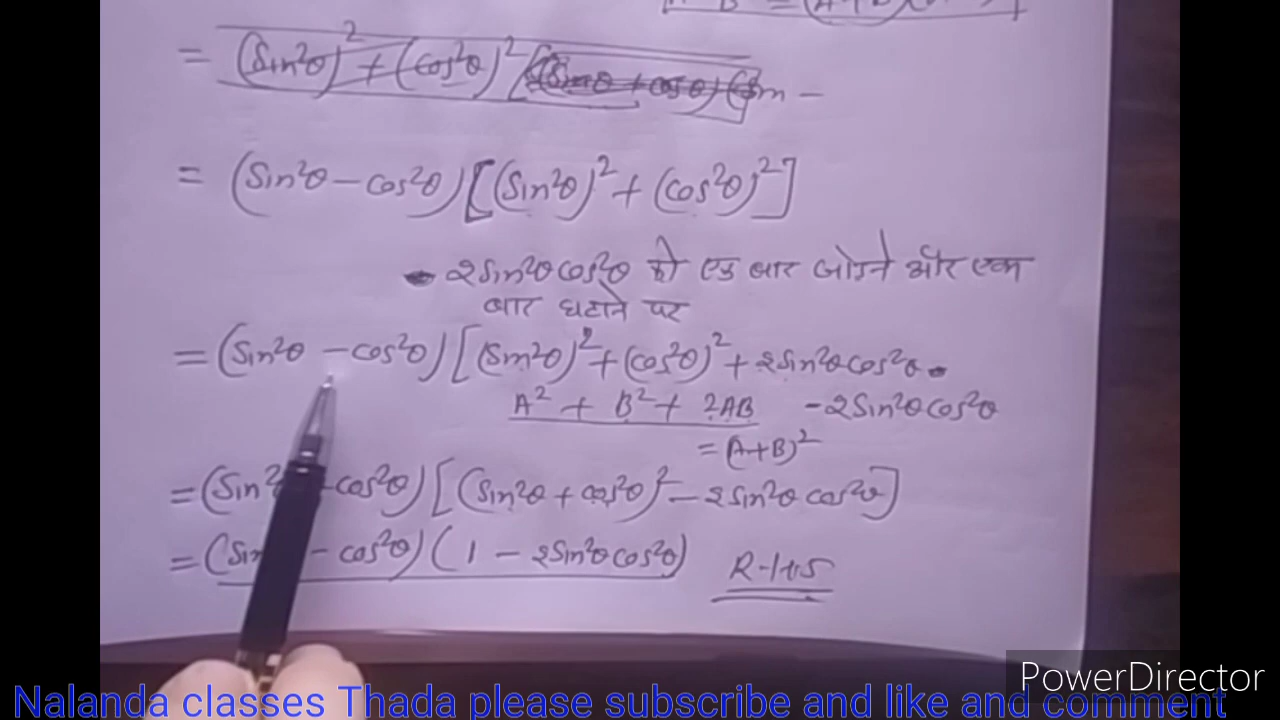 = (Sin²θ)² + (cos²θ)²
= (Sin²θ - cos²θ) [(Sin²θ)² + (cos²θ)²]
2Sin²θcos²θ को एक बार जोड़ने और एक
बार घटाने पर
= (Sin²θ - cos²θ) [(Sin²θ)² + (cos²θ)² + 2Sin²θcos²θ
A² + B² + 2AB - 2Sin²θcos²θ
= (A+B)²
= (Sin² - cos²θ) [(Sin²θ + cos²θ)² - 2Sin²θ cos²θ]
= (Sin - cos²θ) (1 - 2Sin²θcos²θ) R-H-S
PowerDirector
Nalanda classes Thada please subscribe and like and comment